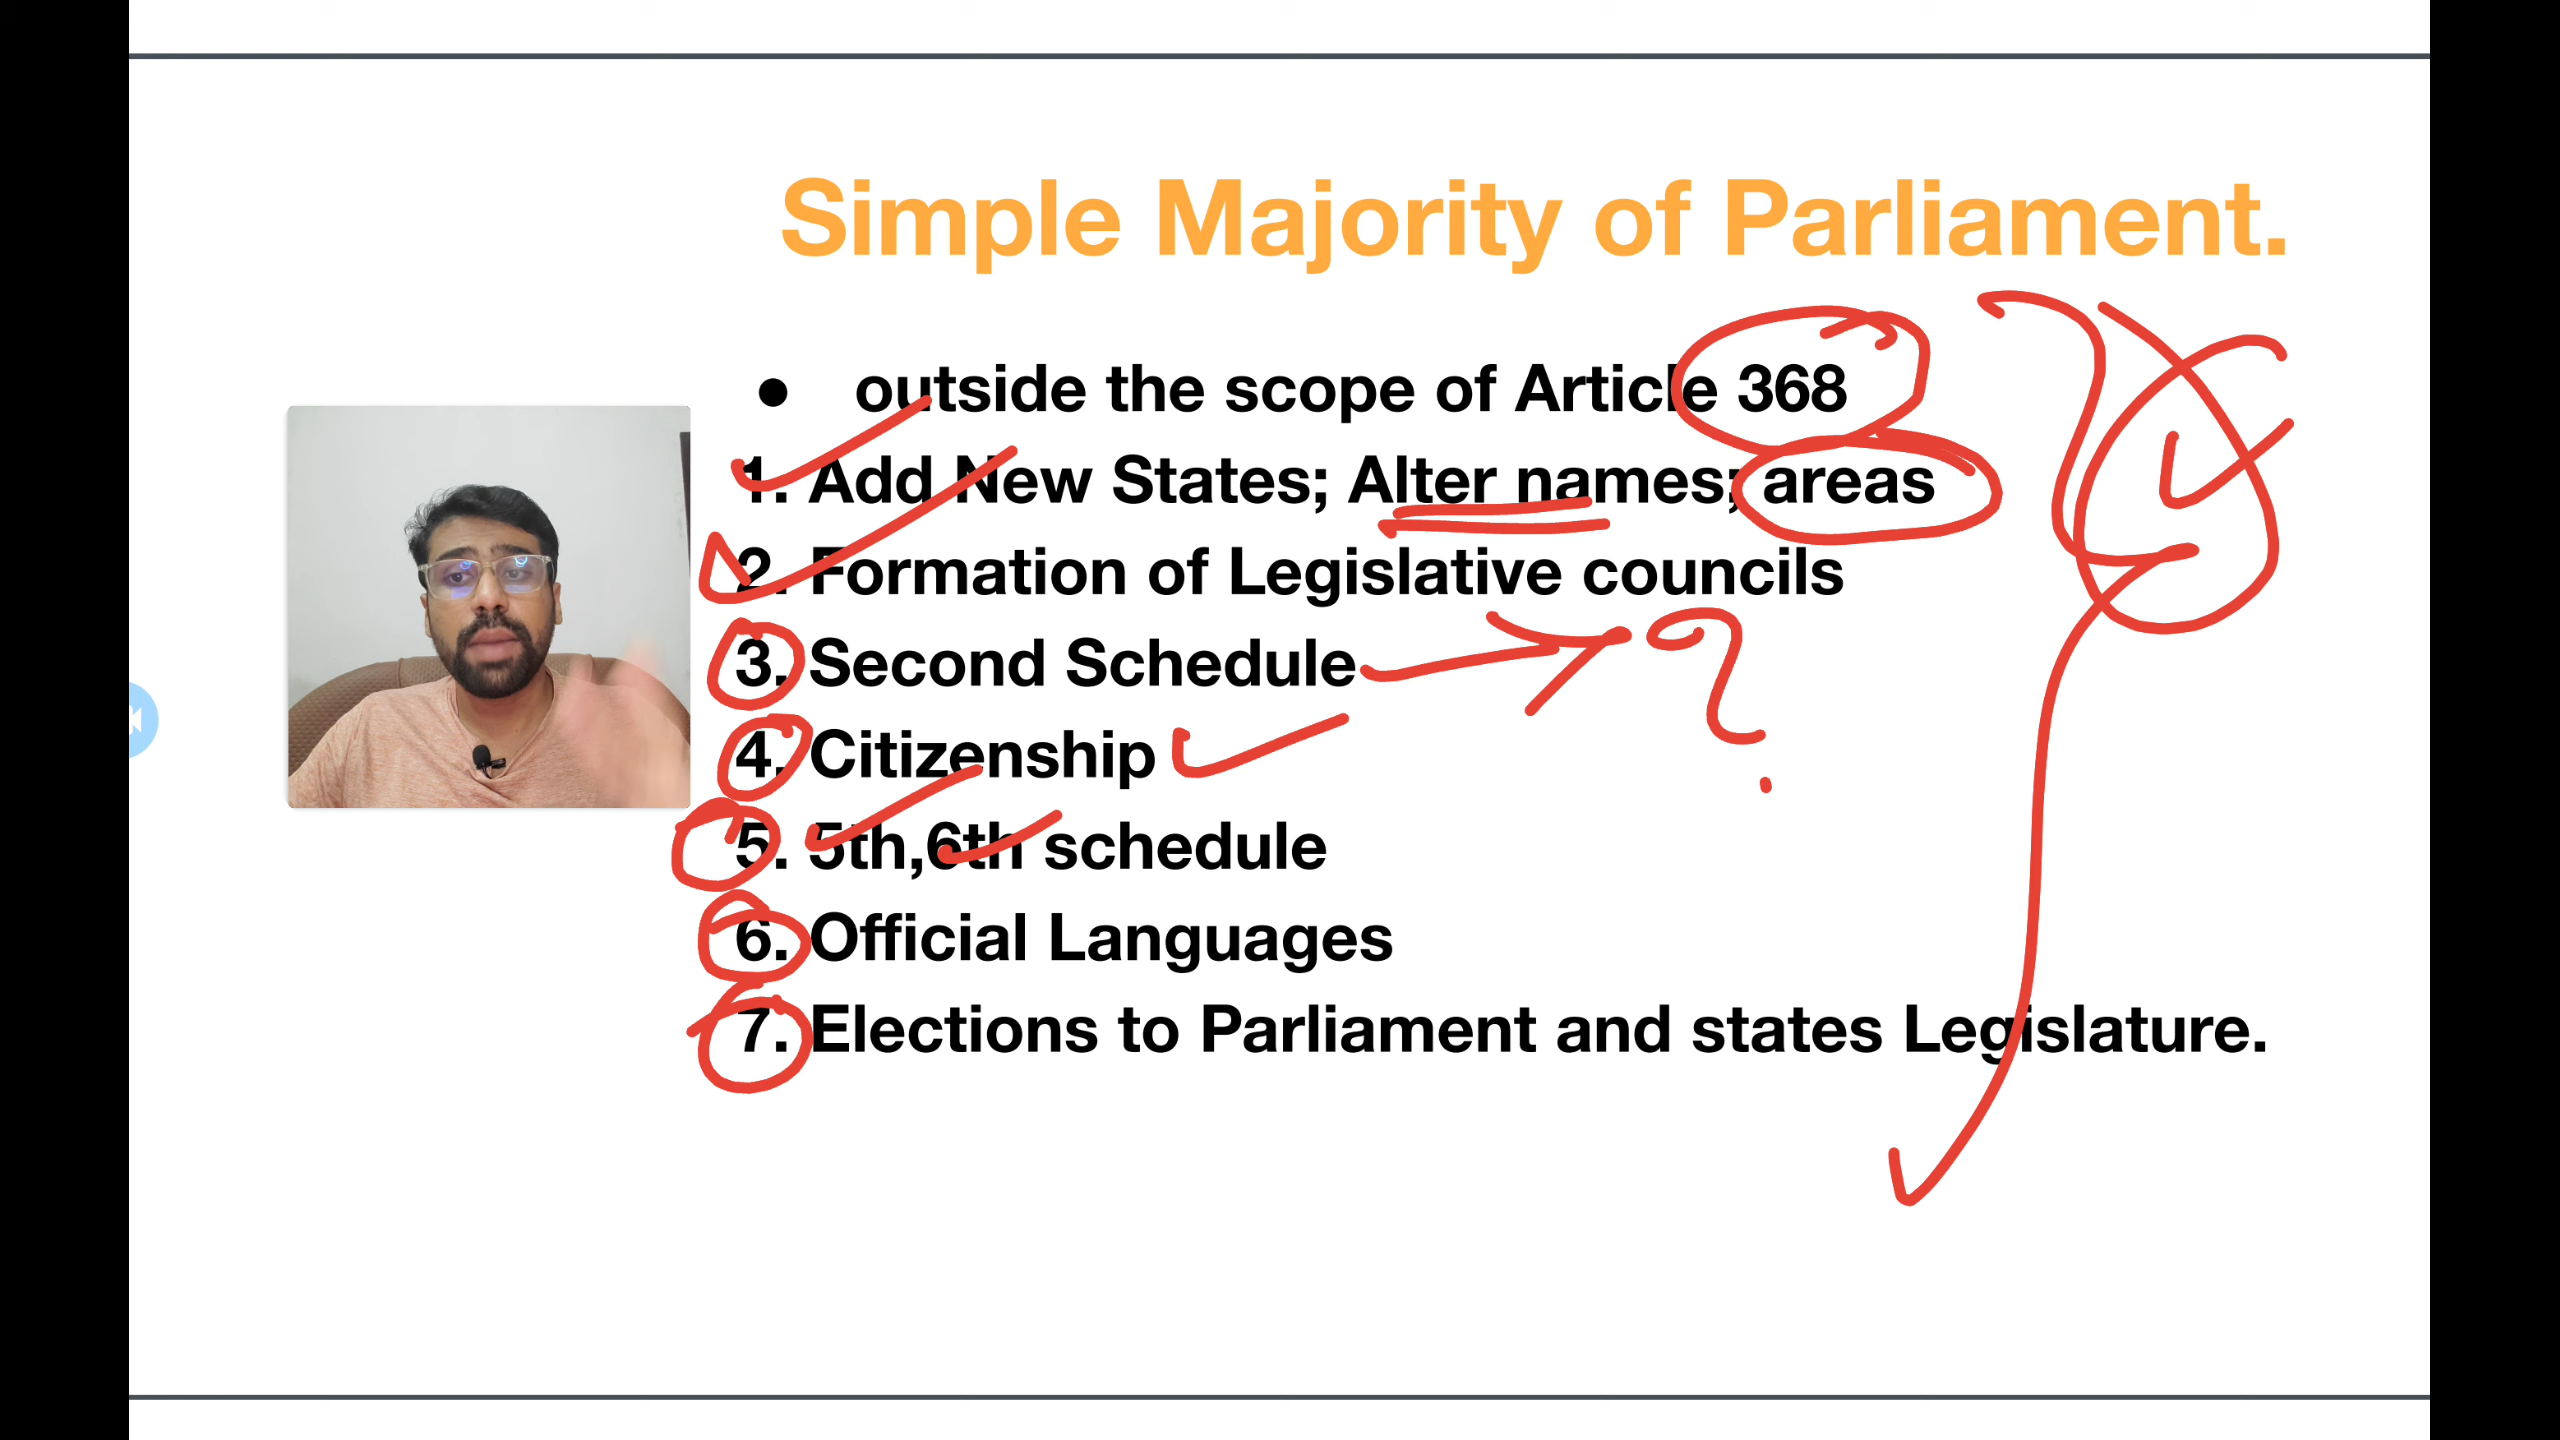 Simple Majority of Parliament.
● outside the scope of Article 368
1. Add New States; Alter names; areas
2. Formation of Legislative councils
3. Second Schedule ?
4. Citizenship
5. 5th,6th schedule
6. Official Languages
7. Elections to Parliament and states Legislature.